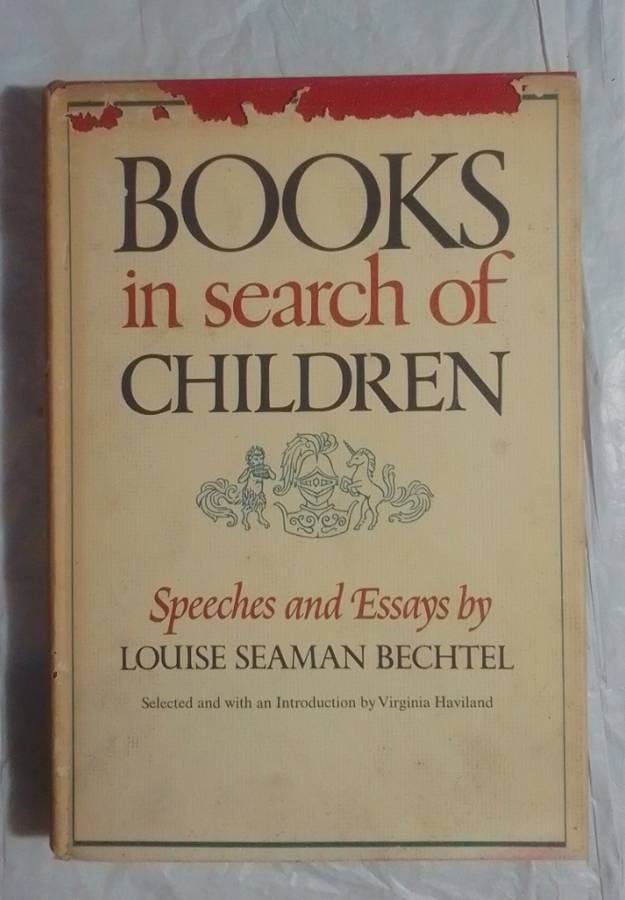 BOOKS
in search of
CHILDREN
Speeches and Essays by
LOUISE SEAMAN BECHTEL
Selected and with an Introduction by Virginia Haviland